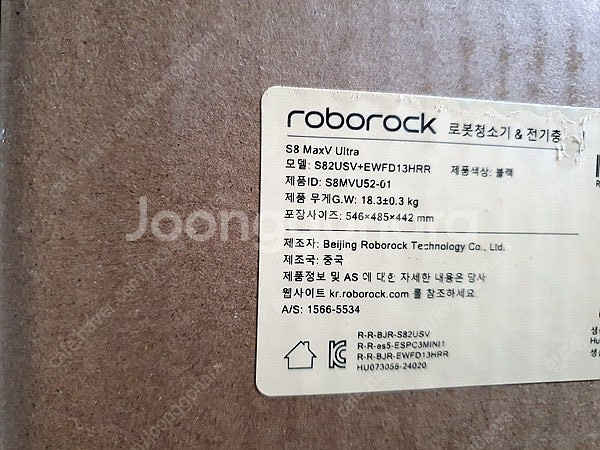 roborock 로봇청소기 & 전기충
S8 MaxV Ultra
모델: S82USV+EWFD13HRR 제품색상: 블랙
제품ID: S8MVU52-01
제품 무게G.W: 18.3±0.3 kg
포장사이즈: 546×485×442 mm
Joongonara
제조자: Beijing Roborock Technology Co., Ltd.
제조국: 중국
제품정보 및 AS 에 대한 자세한 내용은 당사
웹사이트 kr.roborock.com 를 참조하세요.
A/S: 1566-5534
R-R-BJR-S82USV
R-R-es5-ESPC3MINI1
R-R-BJR-EWFD13HRR
HU073058-24020